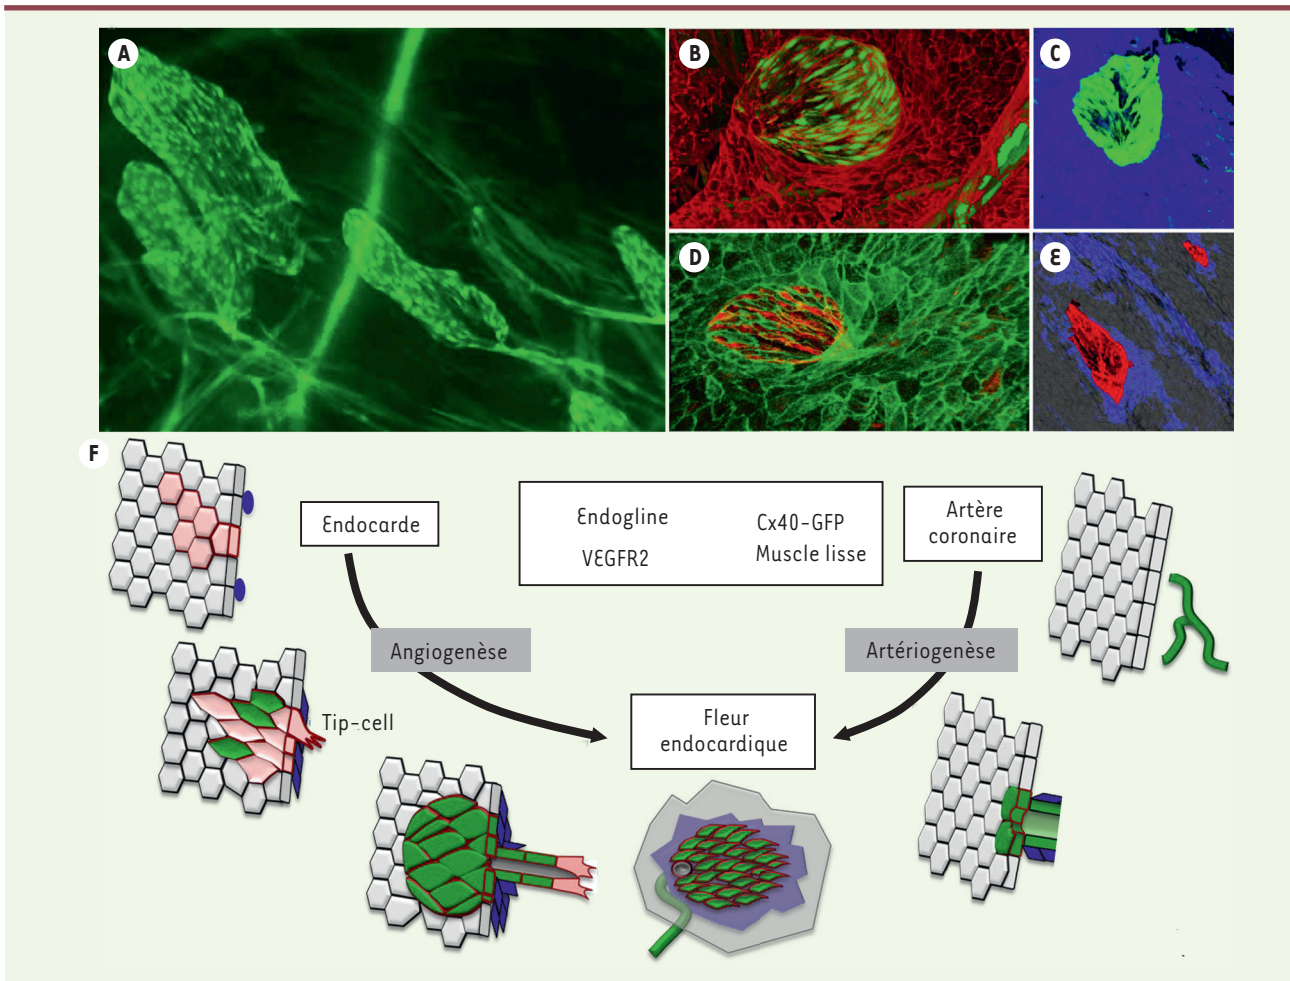 A
B
C
D
E
F
Endocarde
Endogline
Cx40-GFP
VEGFR2
Muscle lisse
Artère
coronaire
Angiogenèse
Artériogenèse
Tip-cell
Fleur
endocardique